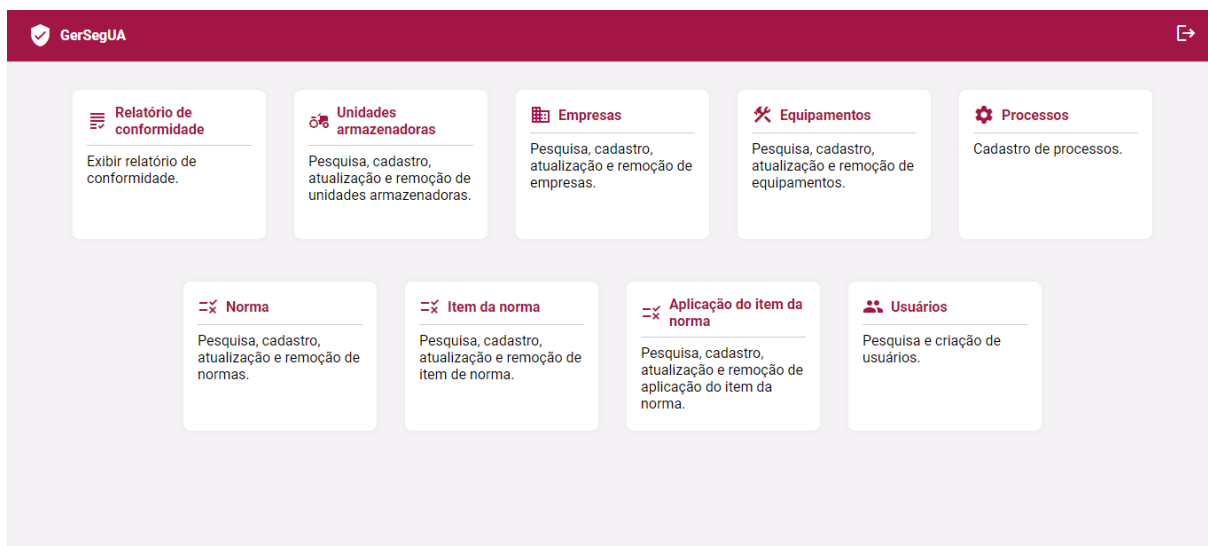 GerSegUA
Relatório de
conformidade
Exibir relatório de
conformidade.
Unidades
armazenadoras
Pesquisa, cadastro,
atualização e remoção de
unidades armazenadoras.
Empresas
Pesquisa, cadastro,
atualização e remoção de
empresas.
Equipamentos
Pesquisa, cadastro,
atualização e remoção de
equipamentos.
Processos
Cadastro de processos.
Norma
Pesquisa, cadastro,
atualização e remoção de
normas.
Item da norma
Pesquisa, cadastro,
atualização e remoção de
item de norma.
Aplicação do item da
norma
Pesquisa, cadastro,
atualização e remoção de
aplicação do item da
norma.
Usuários
Pesquisa e criação de
usuários.